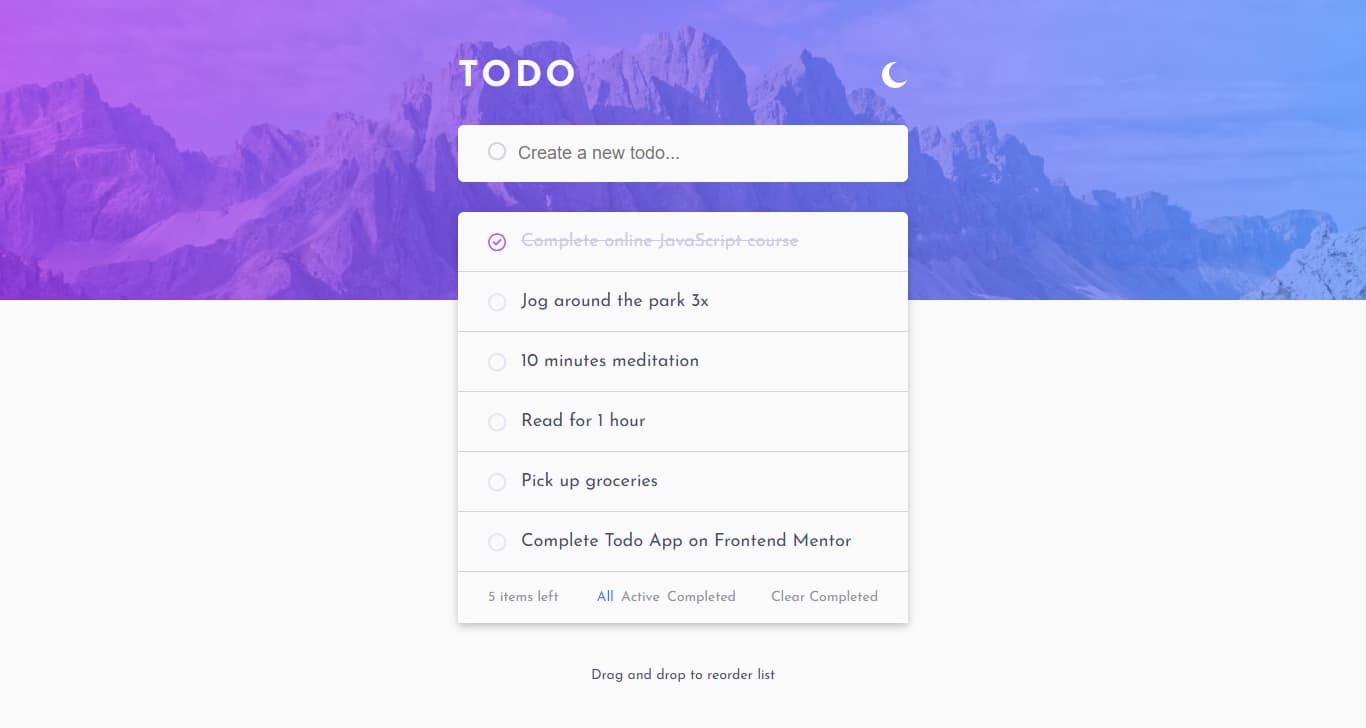 TODO
Create a new todo...
Complete online JavaScript course
Jog around the park 3x
10 minutes meditation
Read for 1 hour
Pick up groceries
Complete Todo App on Frontend Mentor
5 items left All Active Completed Clear Completed
Drag and drop to reorder list